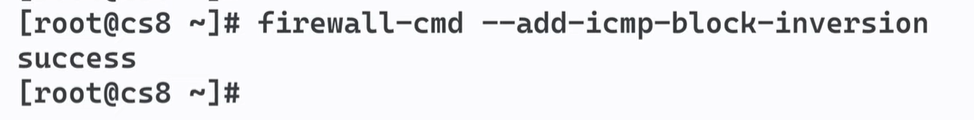 [root@cs8 ~]# firewall-cmd --add-icmp-block-inversion
success
[root@cs8 ~]#